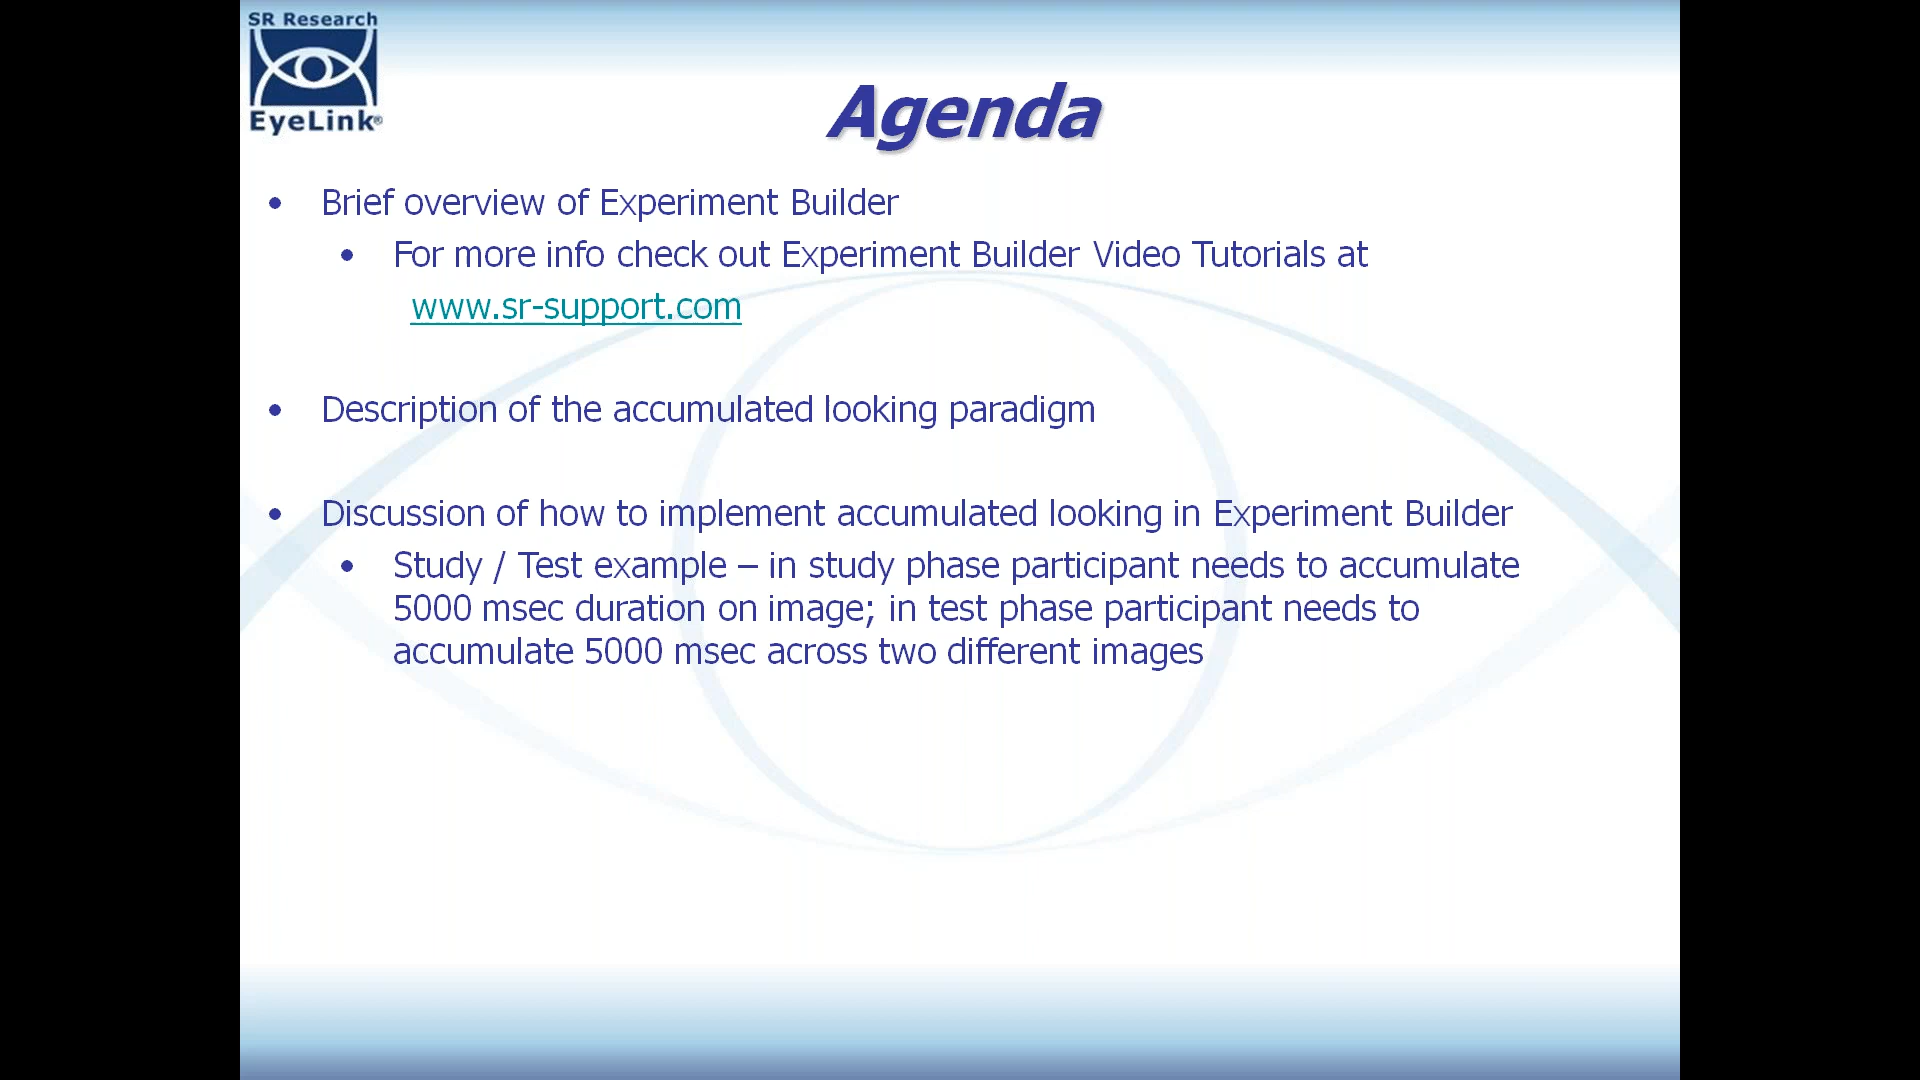 SR Research
EyeLink®
Agenda
• Brief overview of Experiment Builder
• For more info check out Experiment Builder Video Tutorials at
www.sr-support.com
• Description of the accumulated looking paradigm
• Discussion of how to implement accumulated looking in Experiment Builder
• Study / Test example – in study phase participant needs to accumulate
5000 msec duration on image; in test phase participant needs to
accumulate 5000 msec across two different images